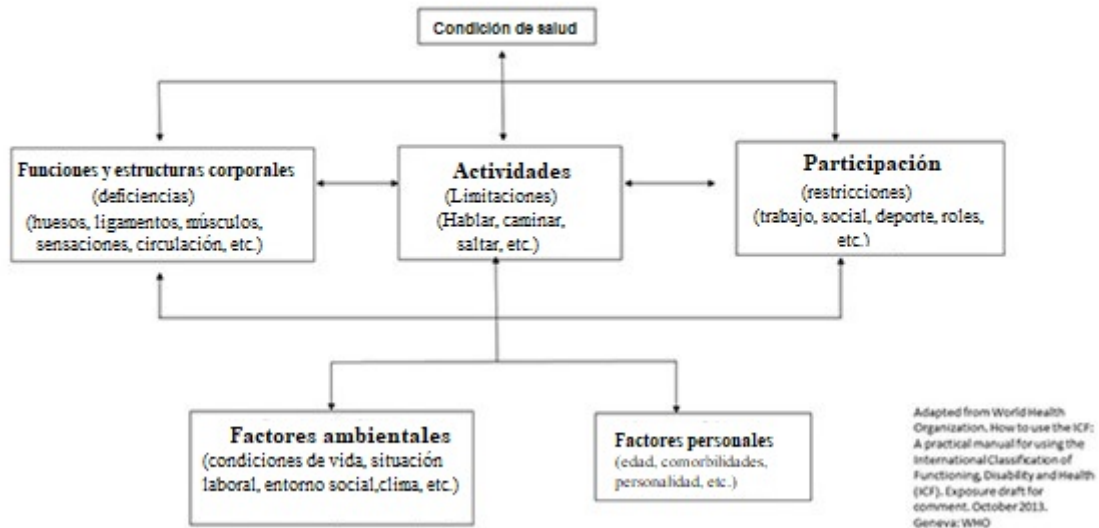 Condición de salud
Funciones y estructuras corporales
(deficiencias)
(huesos, ligamentos, músculos,
sensaciones, circulación, etc.)
Actividades
(Limitaciones)
(Hablar, caminar,
saltar, etc.)
Participación
(restricciones)
(trabajo, social, deporte, roles,
etc.)
Factores ambientales
(condiciones de vida, situación
laboral, entorno social,clima, etc.)
Factores personales
(edad, comorbilidades,
personalidad, etc.)
Adapted from World Health
Organization. How to use the ICF:
A practical manual for using the
International Classification of
Functioning, Disability and Health
(ICF). Exposure draft for
comment. October 2013.
Geneva: WHO